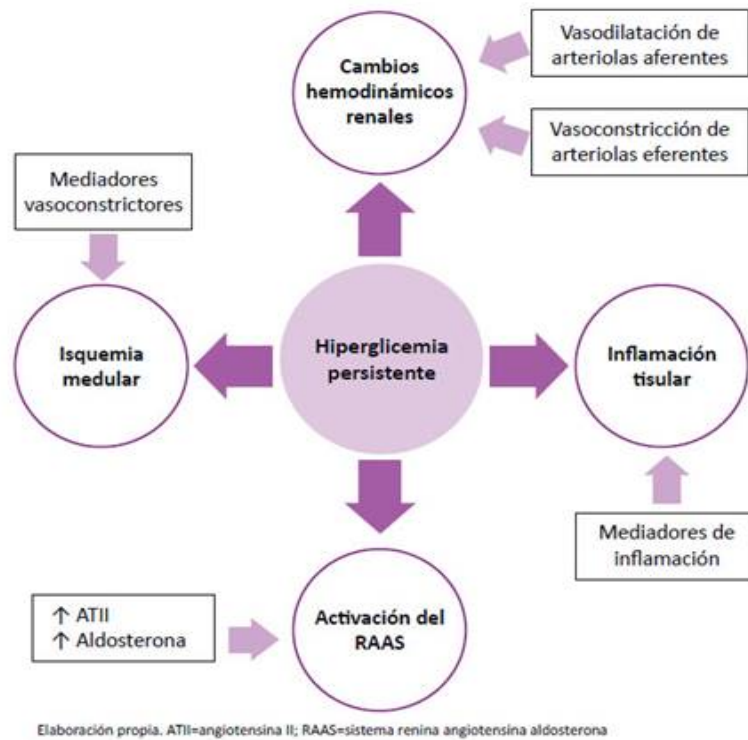 Cambios
hemodinámicos
renales
Vasodilatación de
arteriolas aferentes
Vasoconstricción de
arteriolas eferentes
Mediadores
vasoconstrictores
Isquemia
medular
Hiperglicemia
persistente
Inflamación
tisular
Mediadores de
inflamación
↑ ATII
↑ Aldosterona
Activación del
RAAS
Elaboración propia. ATII=angiotensina II; RAAS=sistema renina angiotensina aldosterona